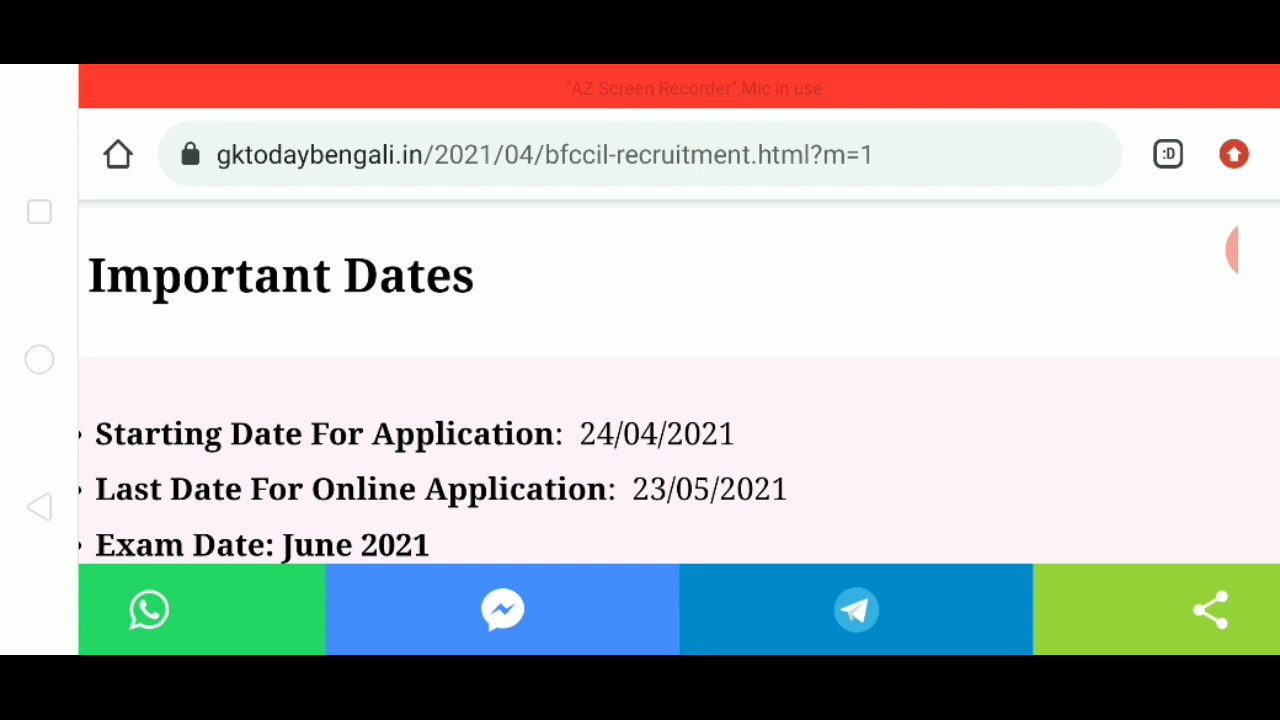 "AZ Screen Recorder",Mic in use
gktodaybengali.in/2021/04/bfccil-recruitment.html?m=1
:D
Important Dates
Starting Date For Application: 24/04/2021
Last Date For Online Application: 23/05/2021
Exam Date: June 2021